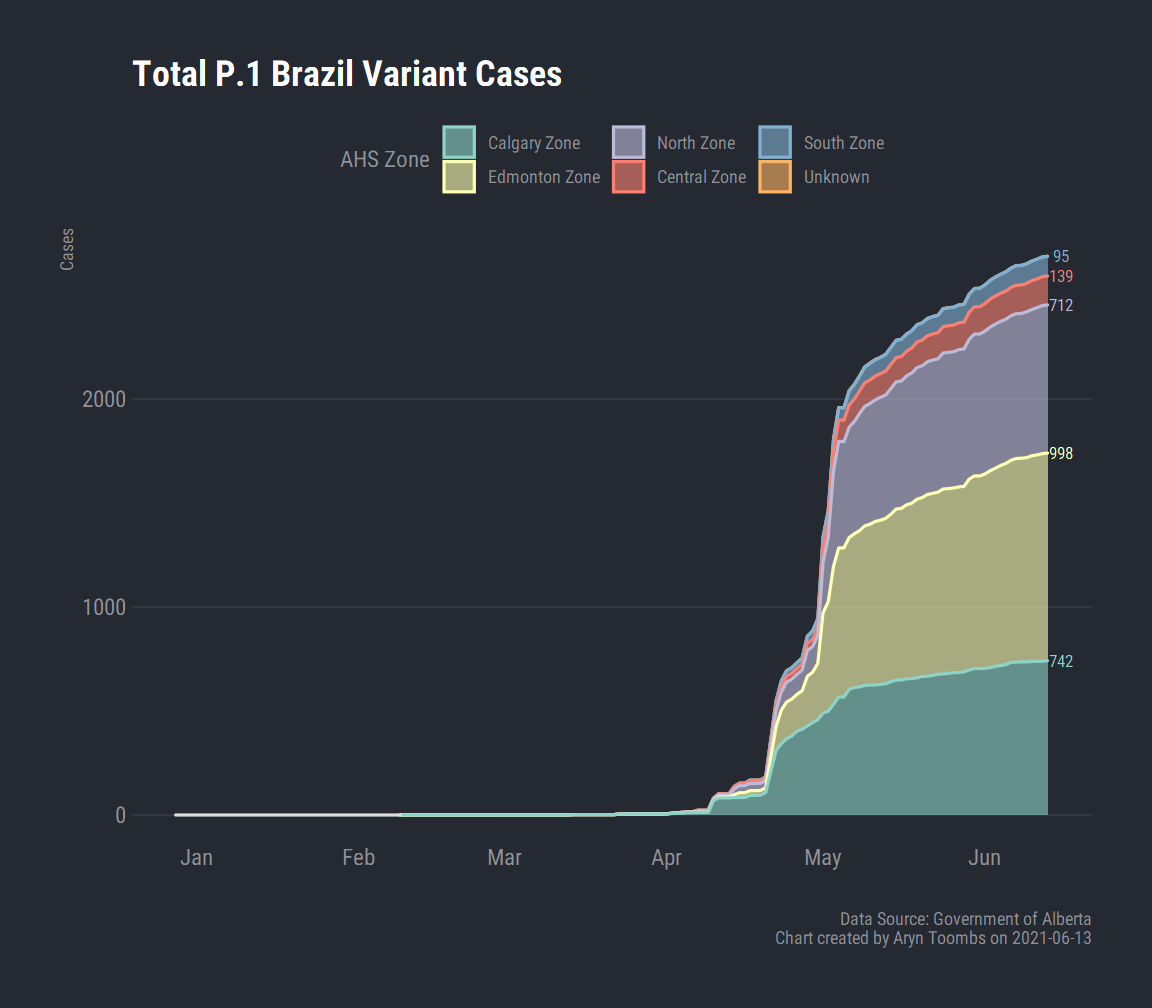 Total P.1 Brazil Variant Cases
AHS Zone
Calgary Zone
North Zone
South Zone
Edmonton Zone
Central Zone
Unknown
Cases
95
139
712
2000
998
1000
742
0
Jan
Feb
Mar
Apr
May
Jun
Data Source: Government of Alberta
Chart created by Aryn Toombs on 2021-06-13